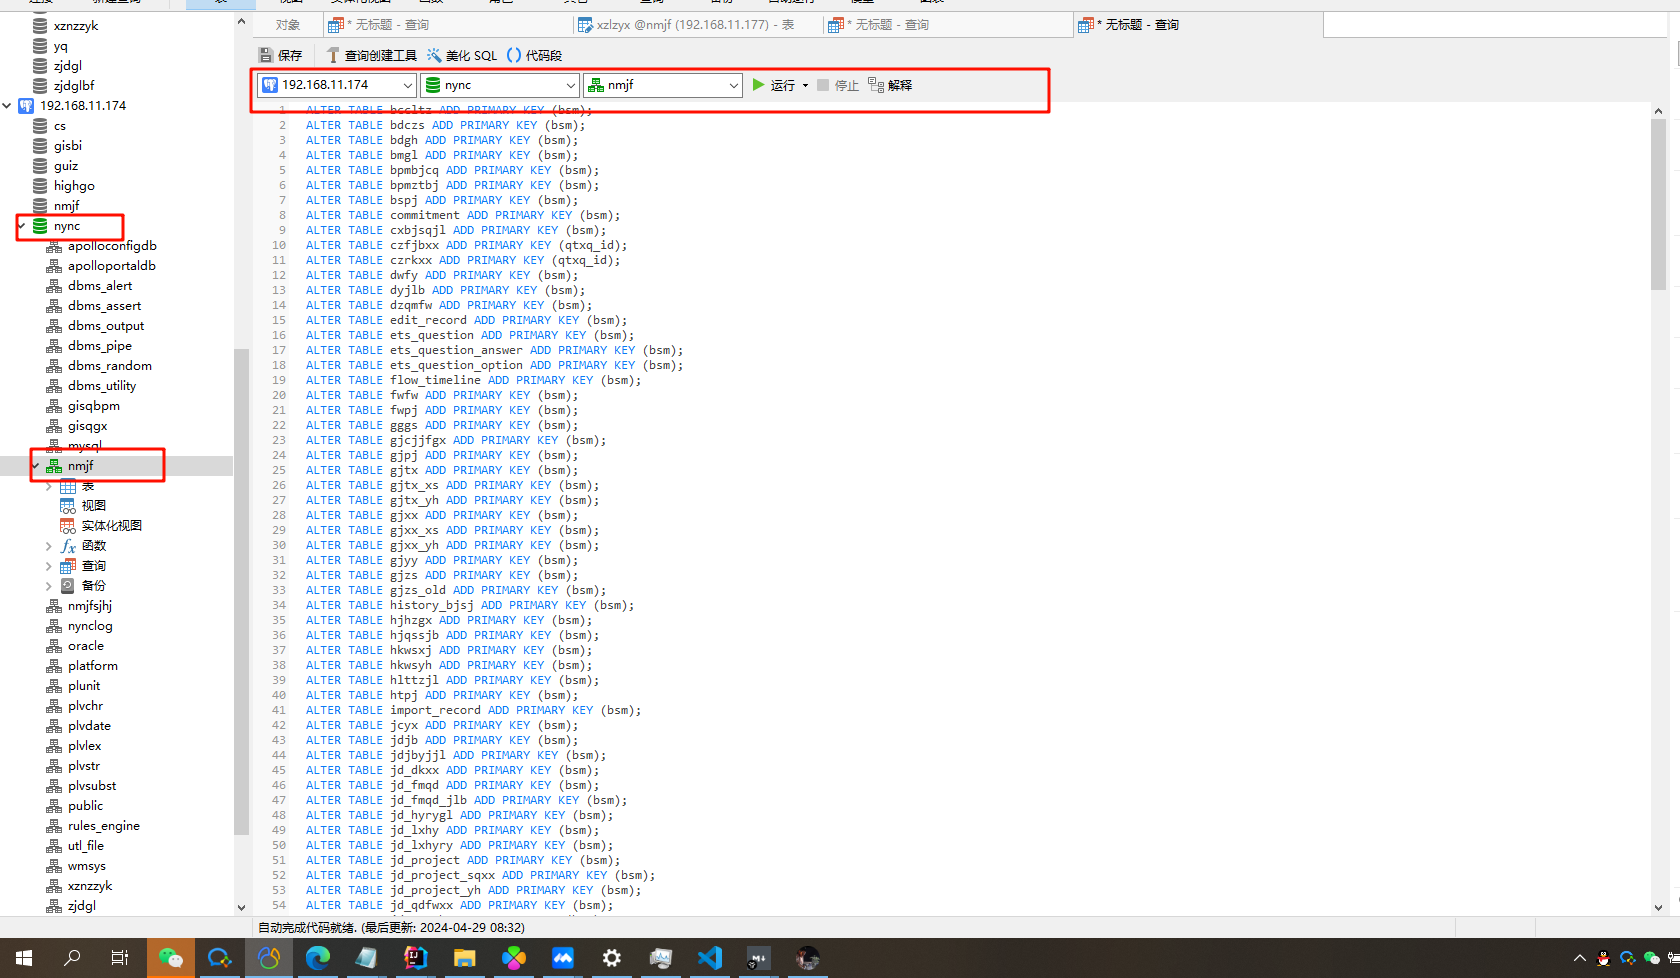 对象
* 无标题 - 查询
xzlzyx @nmjf (192.168.11.177) - 表
* 无标题 - 查询
* 无标题 - 查询
保存
查询创建工具
美化 SQL
() 代码段
192.168.11.174
nync
nmjf
运行
停止
解释
xznzzyk
yq
zjdgl
zjdglbf
192.168.11.174
cs
gisbi
guiz
highgo
nmjf
nync
apolloconfigdb
apolloportaldb
dbms_alert
dbms_assert
dbms_output
dbms_pipe
dbms_random
dbms_utility
gisqbpm
gisqgx
mysql
nmjf
表
视图
实体化视图
函数
查询
备份
nmjfsjhj
nynclog
oracle
platform
plunit
plvchr
plvdate
plvlex
plvstr
plvsubst
public
rules_engine
utl_file
wmsys
xznzzyk
zjdgl
1 ALTER TABLE bccltz ADD PRIMARY KEY (bsm);
2 ALTER TABLE bdczs ADD PRIMARY KEY (bsm);
3 ALTER TABLE bdgh ADD PRIMARY KEY (bsm);
4 ALTER TABLE bmgl ADD PRIMARY KEY (bsm);
5 ALTER TABLE bpmbjcq ADD PRIMARY KEY (bsm);
6 ALTER TABLE bpmztbj ADD PRIMARY KEY (bsm);
7 ALTER TABLE bspj ADD PRIMARY KEY (bsm);
8 ALTER TABLE commitment ADD PRIMARY KEY (bsm);
9 ALTER TABLE cxbjsqjl ADD PRIMARY KEY (bsm);
10 ALTER TABLE czfjbxx ADD PRIMARY KEY (qtxq_id);
11 ALTER TABLE czrkxx ADD PRIMARY KEY (qtxq_id);
12 ALTER TABLE dwfy ADD PRIMARY KEY (bsm);
13 ALTER TABLE dyjlb ADD PRIMARY KEY (bsm);
14 ALTER TABLE dzqmfw ADD PRIMARY KEY (bsm);
15 ALTER TABLE edit_record ADD PRIMARY KEY (bsm);
16 ALTER TABLE ets_question ADD PRIMARY KEY (bsm);
17 ALTER TABLE ets_question_answer ADD PRIMARY KEY (bsm);
18 ALTER TABLE ets_question_option ADD PRIMARY KEY (bsm);
19 ALTER TABLE flow_timeline ADD PRIMARY KEY (bsm);
20 ALTER TABLE fwfw ADD PRIMARY KEY (bsm);
21 ALTER TABLE fwpj ADD PRIMARY KEY (bsm);
22 ALTER TABLE gggs ADD PRIMARY KEY (bsm);
23 ALTER TABLE gjcjjfgx ADD PRIMARY KEY (bsm);
24 ALTER TABLE gjpj ADD PRIMARY KEY (bsm);
25 ALTER TABLE gjtx ADD PRIMARY KEY (bsm);
26 ALTER TABLE gjtx_xs ADD PRIMARY KEY (bsm);
27 ALTER TABLE gjtx_yh ADD PRIMARY KEY (bsm);
28 ALTER TABLE gjxx ADD PRIMARY KEY (bsm);
29 ALTER TABLE gjxx_xs ADD PRIMARY KEY (bsm);
30 ALTER TABLE gjxx_yh ADD PRIMARY KEY (bsm);
31 ALTER TABLE gjyy ADD PRIMARY KEY (bsm);
32 ALTER TABLE gjzs ADD PRIMARY KEY (bsm);
33 ALTER TABLE gjzs_old ADD PRIMARY KEY (bsm);
34 ALTER TABLE history_bjsj ADD PRIMARY KEY (bsm);
35 ALTER TABLE hjhzgx ADD PRIMARY KEY (bsm);
36 ALTER TABLE hjqssjb ADD PRIMARY KEY (bsm);
37 ALTER TABLE hkwsxj ADD PRIMARY KEY (bsm);
38 ALTER TABLE hkwsyh ADD PRIMARY KEY (bsm);
39 ALTER TABLE hlttzjl ADD PRIMARY KEY (bsm);
40 ALTER TABLE htpj ADD PRIMARY KEY (bsm);
41 ALTER TABLE import_record ADD PRIMARY KEY (bsm);
42 ALTER TABLE jcyx ADD PRIMARY KEY (bsm);
43 ALTER TABLE jdjb ADD PRIMARY KEY (bsm);
44 ALTER TABLE jdjbyjjl ADD PRIMARY KEY (bsm);
45 ALTER TABLE jd_dkxx ADD PRIMARY KEY (bsm);
46 ALTER TABLE jd_fmqd ADD PRIMARY KEY (bsm);
47 ALTER TABLE jd_fmqd_jlb ADD PRIMARY KEY (bsm);
48 ALTER TABLE jd_hyrygl ADD PRIMARY KEY (bsm);
49 ALTER TABLE jd_lxhy ADD PRIMARY KEY (bsm);
50 ALTER TABLE jd_lxhyry ADD PRIMARY KEY (bsm);
51 ALTER TABLE jd_project ADD PRIMARY KEY (bsm);
52 ALTER TABLE jd_project_sqxx ADD PRIMARY KEY (bsm);
53 ALTER TABLE jd_project_yh ADD PRIMARY KEY (bsm);
54 ALTER TABLE jd_qdfwxx ADD PRIMARY KEY (bsm);
自动完成代码就绪. (最后更新: 2024-04-29 08:32)